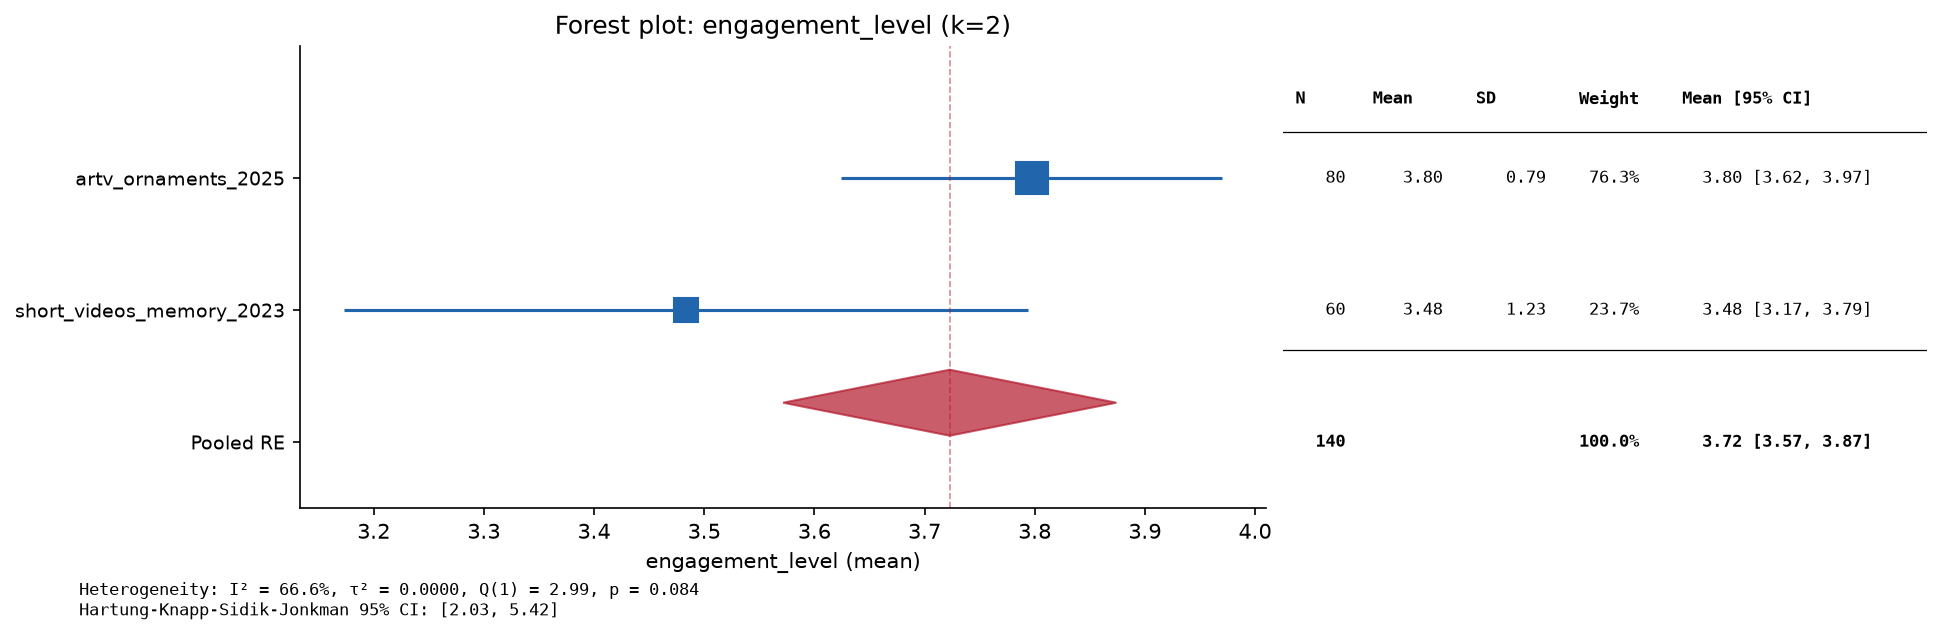 Forest plot: engagement_level (k=2)
N Mean SD Weight Mean [95% CI]
artv_ornaments_2025 80 3.80 0.79 76.3% 3.80 [3.62, 3.97]
short_videos_memory_2023 60 3.48 1.23 23.7% 3.48 [3.17, 3.79]
Pooled RE 140 100.0% 3.72 [3.57, 3.87]
3.2 3.3 3.4 3.5 3.6 3.7 3.8 3.9 4.0
engagement_level (mean)
Heterogeneity: I² = 66.6%, τ² = 0.0000, Q(1) = 2.99, p = 0.084
Hartung-Knapp-Sidik-Jonkman 95% CI: [2.03, 5.42]